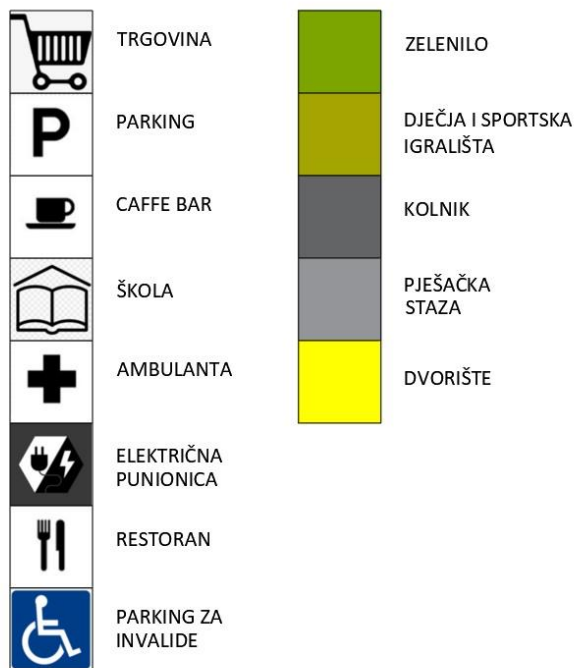 TRGOVINA
P
PARKING
CAFFE BAR
ŠKOLA
AMBULANTA
ELEKTRIČNA
PUNIONICA
RESTORAN
PARKING ZA
INVALIDE
ZELENILO
DJEČJA I SPORTSKA
IGRALIŠTA
KOLNIK
PJEŠAČKA
STAZA
DVORIŠTE